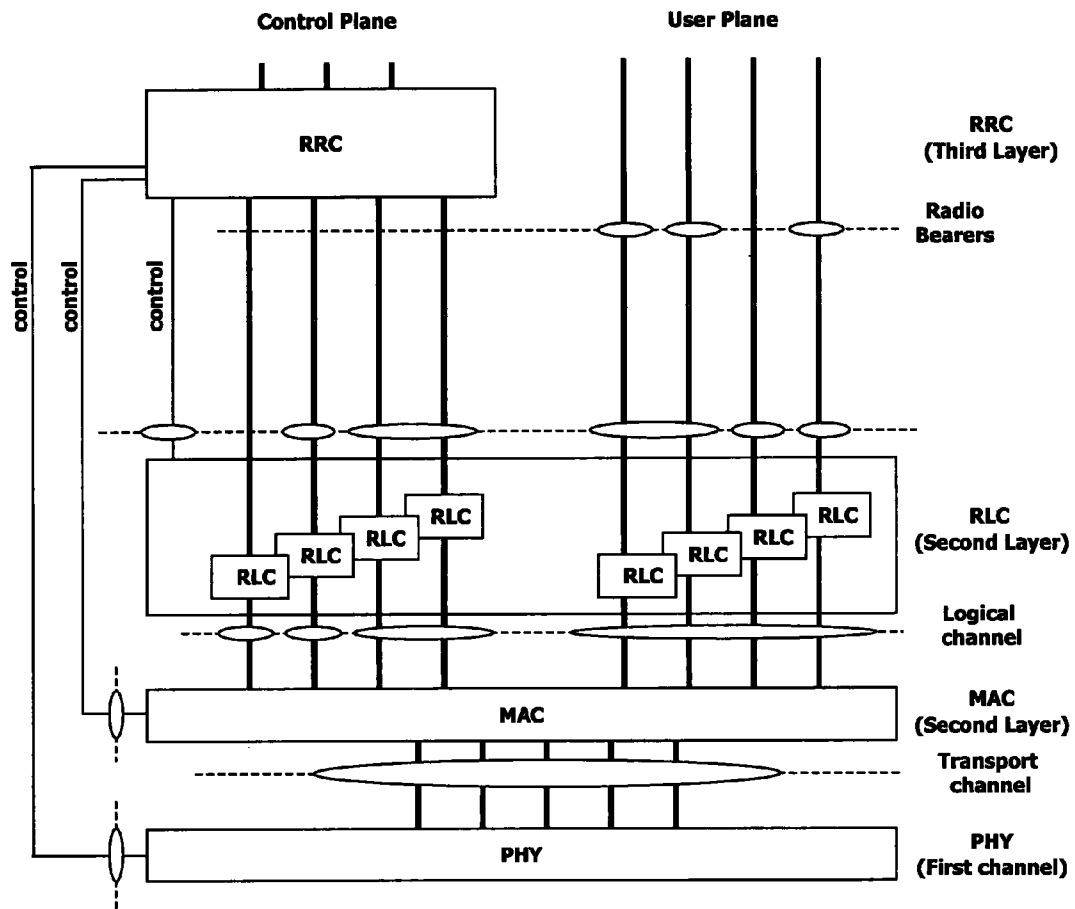 Control Plane
User Plane
RRC
RRC
(Third Layer)
Radio
Bearers
control
control
control
RLC
RLC
RLC
RLC
RLC
RLC
RLC
RLC
RLC
(Second Layer)
Logical
channel
MAC
MAC
(Second Layer)
Transport
channel
PHY
PHY
(First channel)